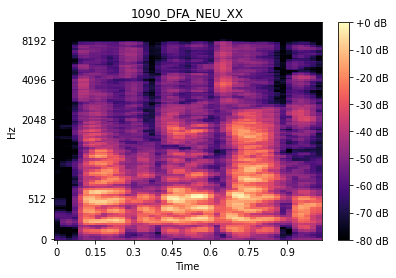 1090_DFA_NEU_XX
+0 dB
8192
-10 dB
4096
-20 dB
-30 dB
2048
Hz
-40 dB
1024
-50 dB
512
-60 dB
-70 dB
0
-80 dB
0 0.15 0.3 0.45 0.6 0.75 0.9
Time